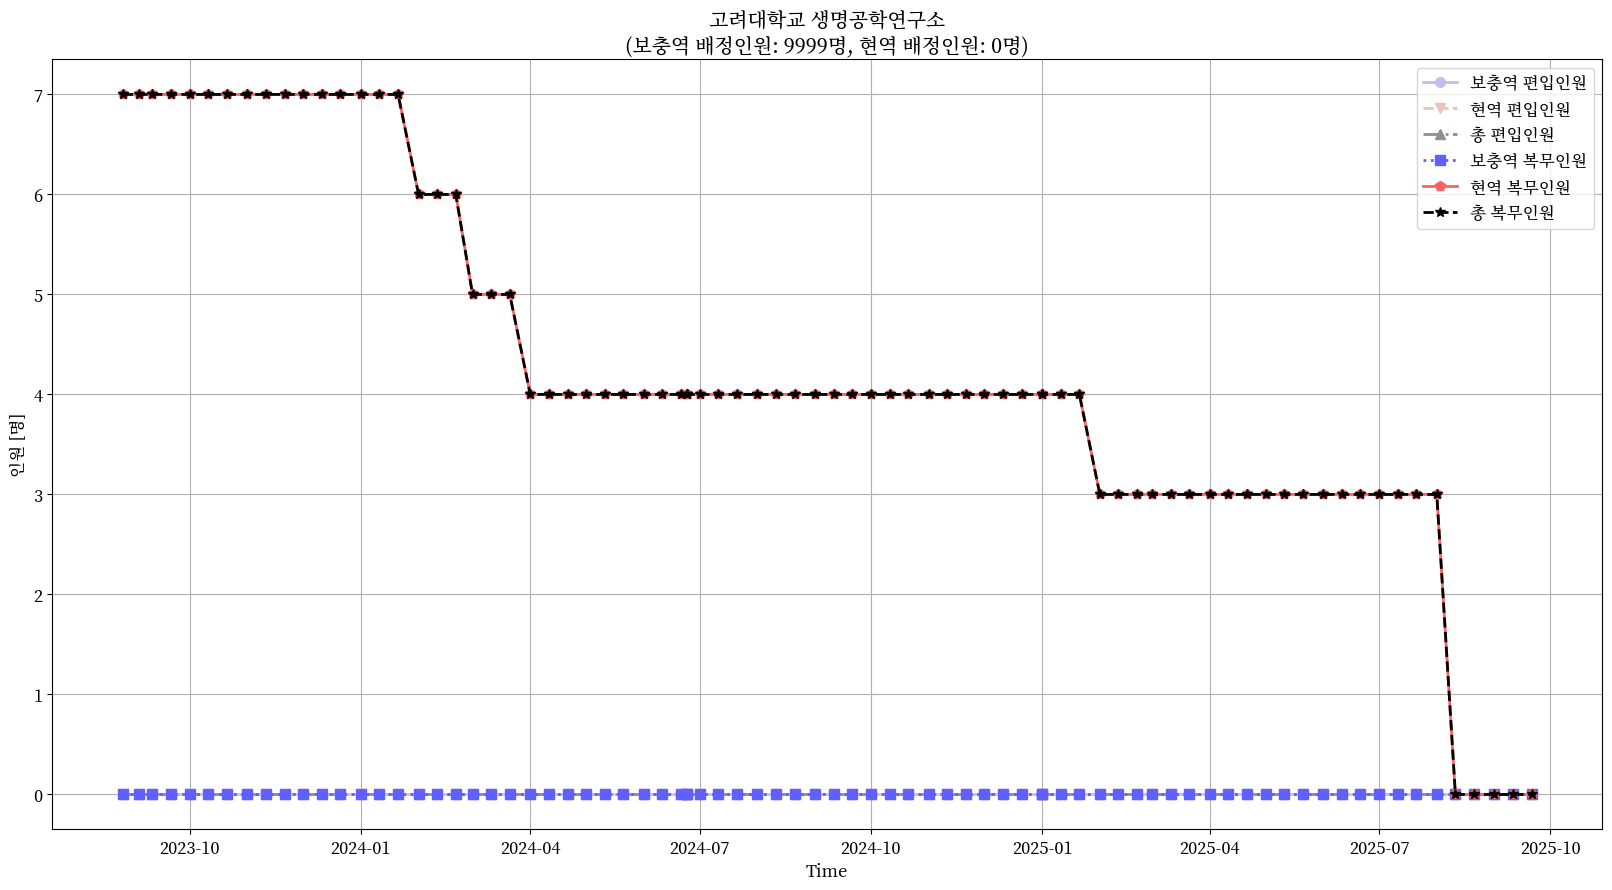 고려대학교 생명공학연구소
(보충역 배정인원: 9999명, 현역 배정인원: 0명)
보충역 편입인원
현역 편입인원
총 편입인원
보충역 복무인원
현역 복무인원
총 복무인원
인원 [명]
7
6
5
4
3
2
1
0
2023-10
2024-01
2024-04
2024-07
2024-10
2025-01
2025-04
2025-07
2025-10
Time